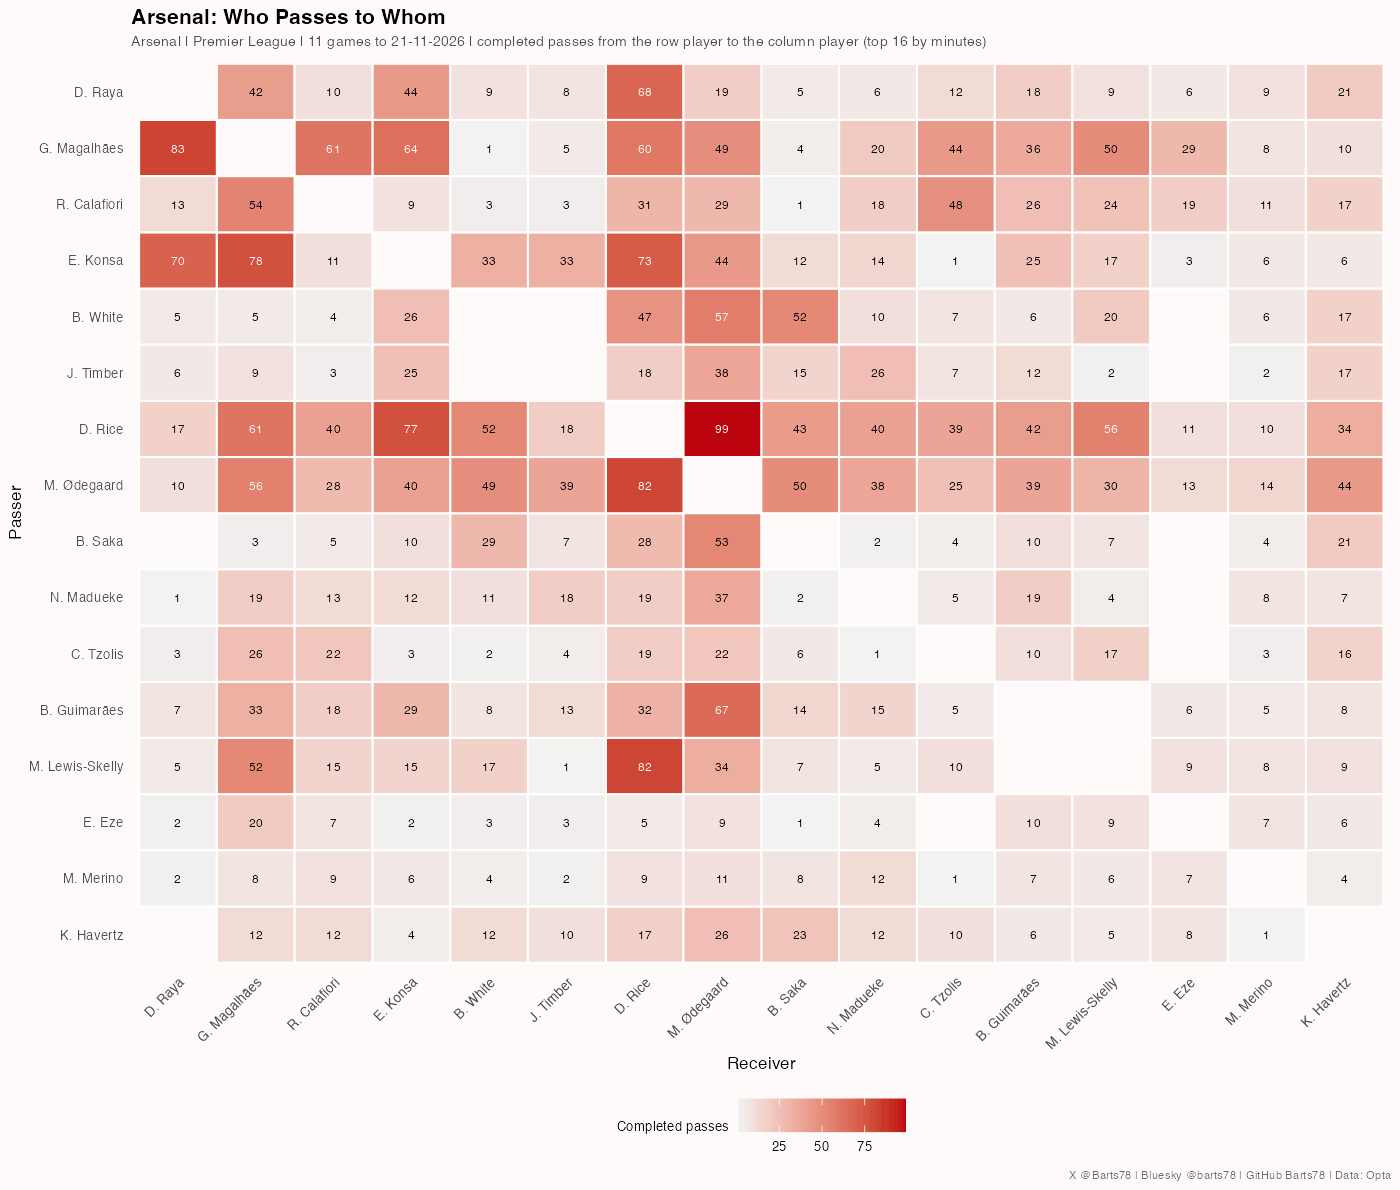 Arsenal: Who Passes to Whom
Arsenal | Premier League | 11 games to 21-11-2026 | completed passes from the row player to the column player (top 16 by minutes)
Passer
D. Raya 42 10 44 9 8 68 19 5 6 12 18 9 6 9 21
G. Magalhães 83 61 64 1 5 60 49 4 20 44 36 50 29 8 10
R. Calafiori 13 54 9 3 3 31 29 1 18 48 26 24 19 11 17
E. Konsa 70 78 11 33 33 73 44 12 14 1 25 17 3 6 6
B. White 5 5 4 26 47 57 52 10 7 6 20 6 17
J. Timber 6 9 3 25 18 38 15 26 7 12 2 2 17
D. Rice 17 61 40 77 52 18 99 43 40 39 42 56 11 10 34
M. Ødegaard 10 56 28 40 49 39 82 50 38 25 39 30 13 14 44
B. Saka 3 5 10 29 7 28 53 2 4 10 7 4 21
N. Madueke 1 19 13 12 11 18 19 37 2 5 19 4 8 7
C. Tzolis 3 26 22 3 2 4 19 22 6 1 10 17 3 16
B. Guimarães 7 33 18 29 8 13 32 67 14 15 5 6 5 8
M. Lewis-Skelly 5 52 15 15 17 1 82 34 7 5 10 9 8 9
E. Eze 2 20 7 2 3 3 5 9 1 4 10 9 7 6
M. Merino 2 8 9 6 4 2 9 11 8 12 1 7 6 7 4
K. Havertz 12 12 4 12 10 17 26 23 12 10 6 5 8 1
D. Raya G. Magalhães R. Calafiori E. Konsa B. White J. Timber D. Rice M. Ødegaard B. Saka N. Madueke C. Tzolis B. Guimarães M. Lewis-Skelly E. Eze M. Merino K. Havertz
Receiver
Completed passes
25 50 75
X @Barts78 | Bluesky @barts78 | GitHub Barts78 | Data: Opta